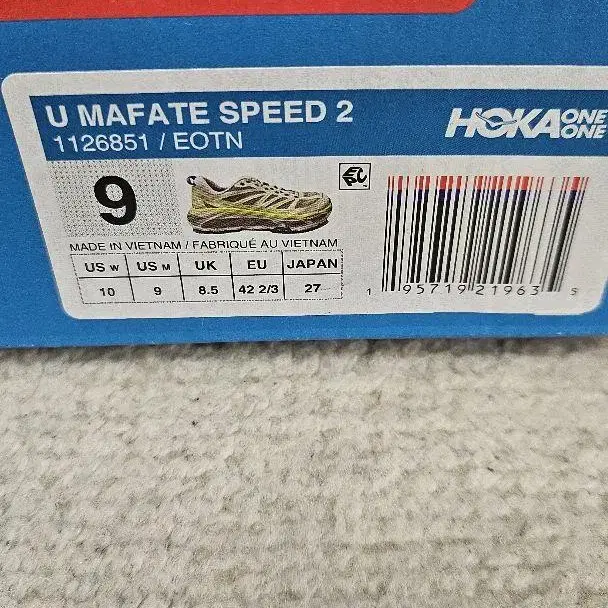 U MAFATE SPEED 2
1126851 / EOTN
HOKA ONE ONE
9
MADE IN VIETNAM / FABRIQUÉ AU VIETNAM
US W US M UK EU JAPAN
10 9 8.5 42 2/3 27
1 95719 21963 5